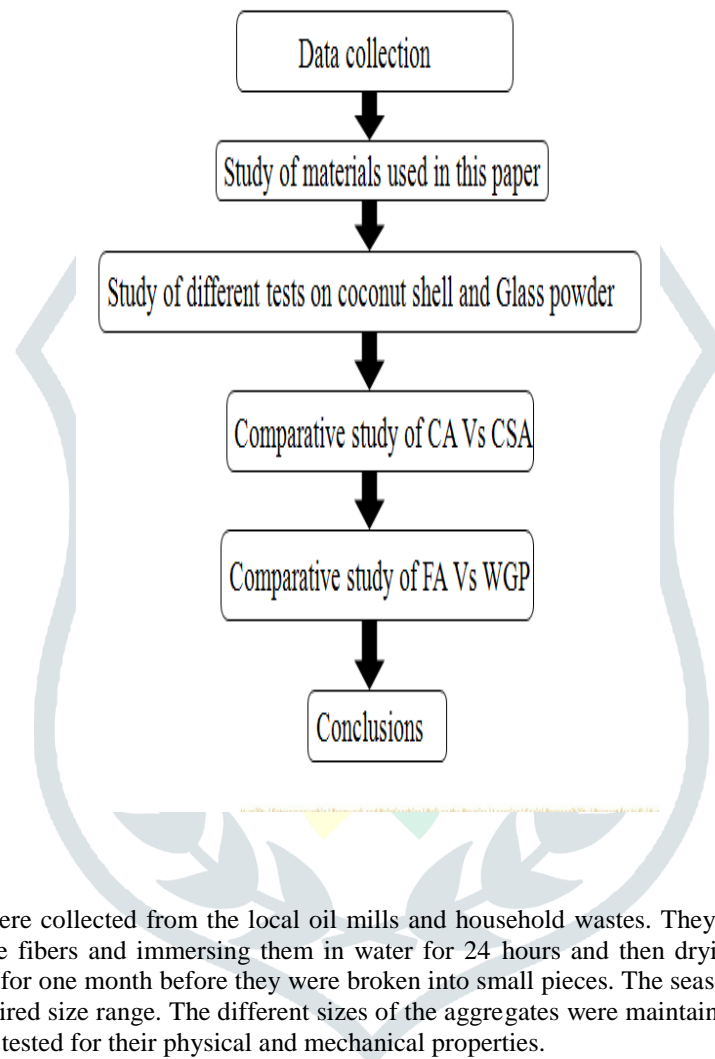 Data collection
Study of materials used in this paper
Study of different tests on coconut shell and Glass powder
Comparative study of CA Vs CSA
Comparative study of FA Vs WGP
Conclusions
ere collected from the local oil mills and household wastes. They
e fibers and immersing them in water for 24 hours and then dryi
for one month before they were broken into small pieces. The seas
ired size range. The different sizes of the aggregates were maintain
tested for their physical and mechanical properties.